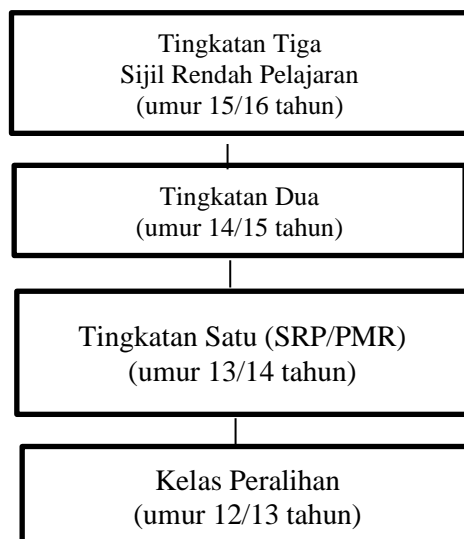 Tingkatan Tiga
Sijil Rendah Pelajaran
(umur 15/16 tahun)
Tingkatan Dua
(umur 14/15 tahun)
Tingkatan Satu (SRP/PMR)
(umur 13/14 tahun)
Kelas Peralihan
(umur 12/13 tahun)